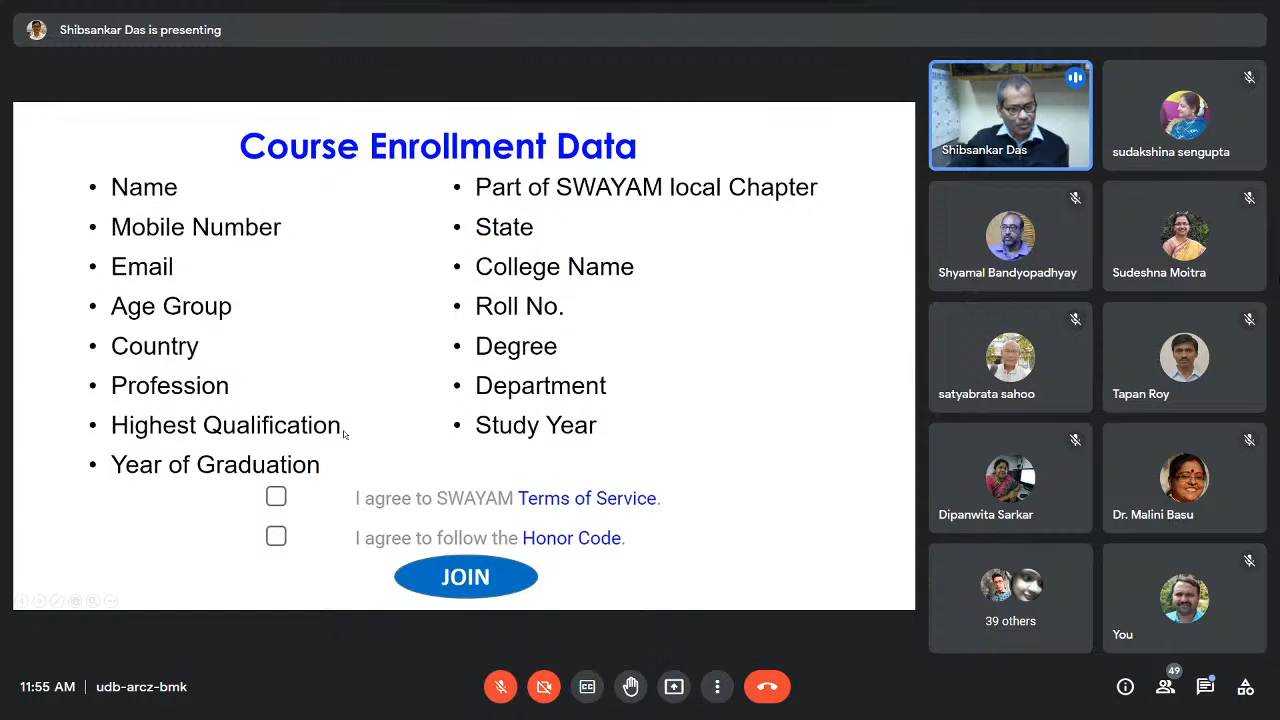 Shibsankar Das is presenting
Course Enrollment Data
• Name
• Mobile Number
• Email
• Age Group
• Country
• Profession
• Highest Qualification
• Year of Graduation
• Part of SWAYAM local Chapter
• State
• College Name
• Roll No.
• Degree
• Department
• Study Year
I agree to SWAYAM Terms of Service.
I agree to follow the Honor Code.
JOIN
Shibsankar Das
sudakshina sengupta
Shyamal Bandyopadhyay
Sudeshna Moitra
satyabrata sahoo
Tapan Roy
Dipanwita Sarkar
Dr. Malini Basu
39 others
You
11:55 AM | udb-arcz-bmk
CC
49